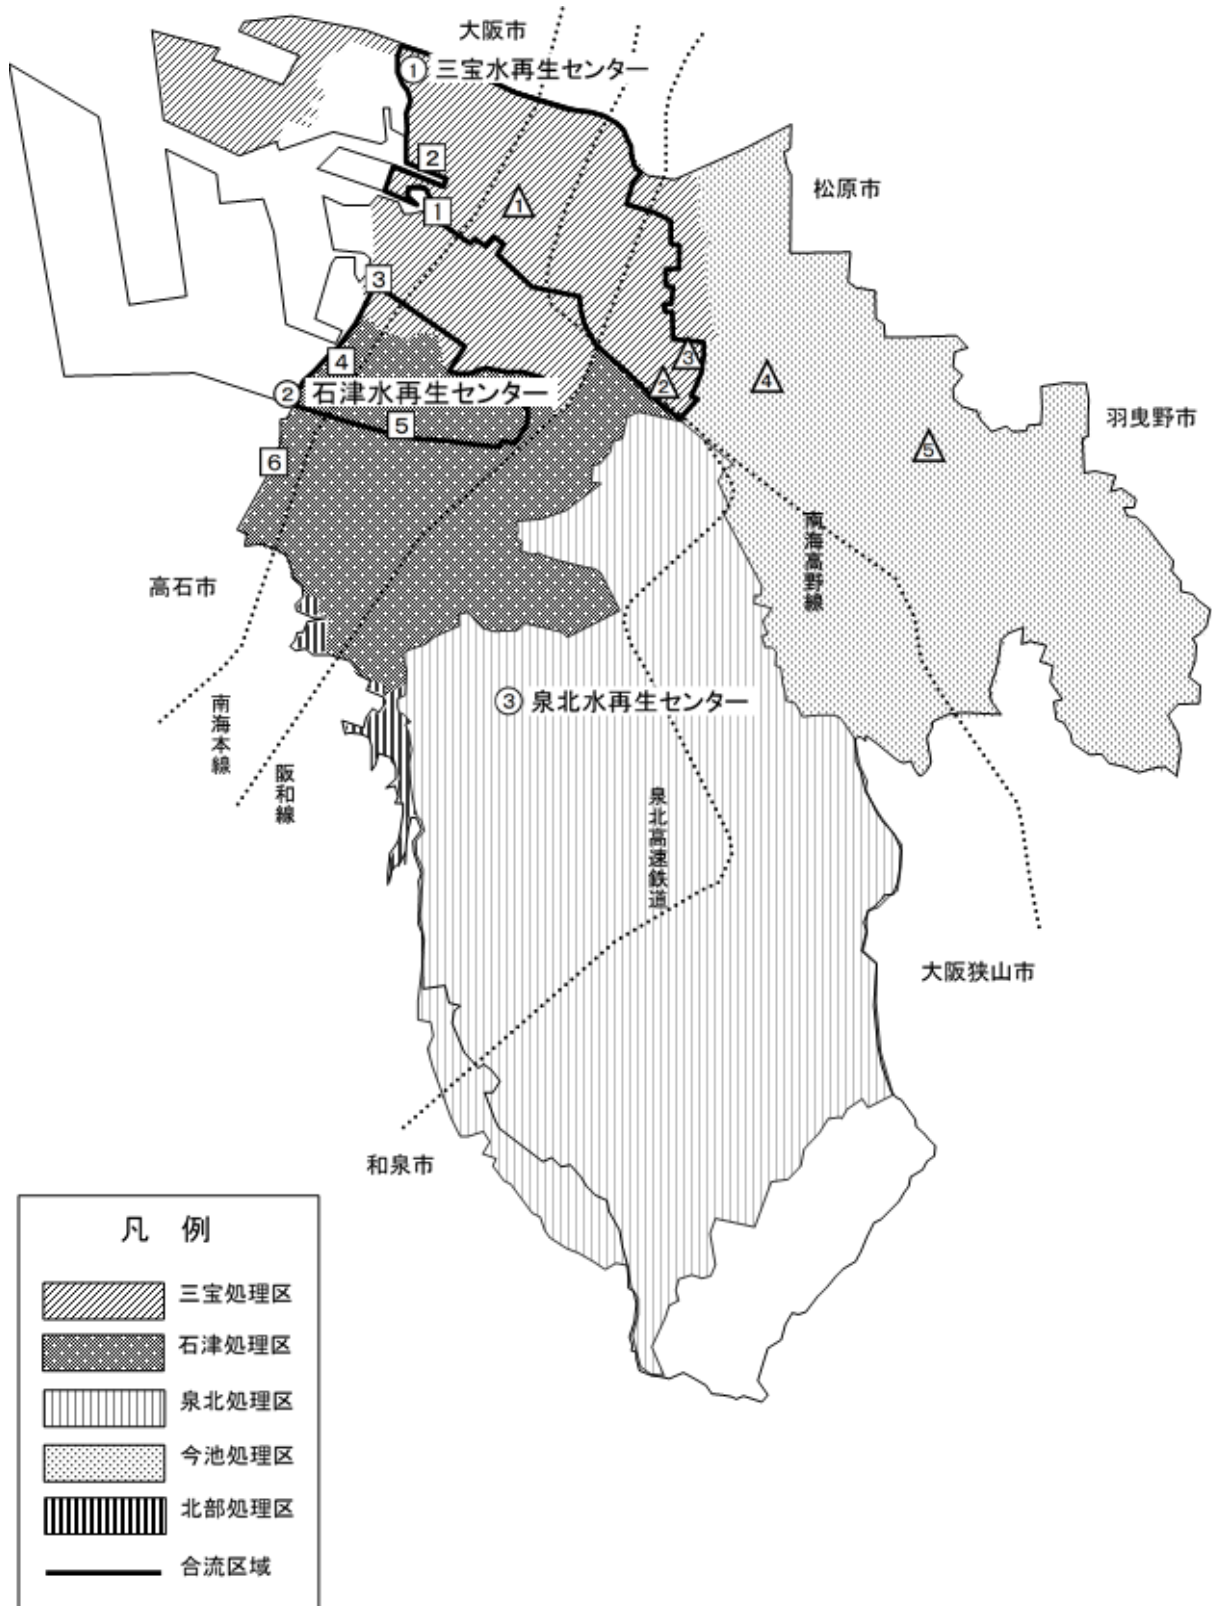 大阪市
①三宝水再生センター
2
松原市
1
1
3
3
4
2
4
②石津水再生センター
5
羽曳野市
5
6
南海高野線
高石市
③泉北水再生センター
南海本線
阪和線
泉北高速鉄道
大阪狭山市
和泉市
凡 例
三宝処理区
石津処理区
泉北処理区
今池処理区
北部処理区
合流区域